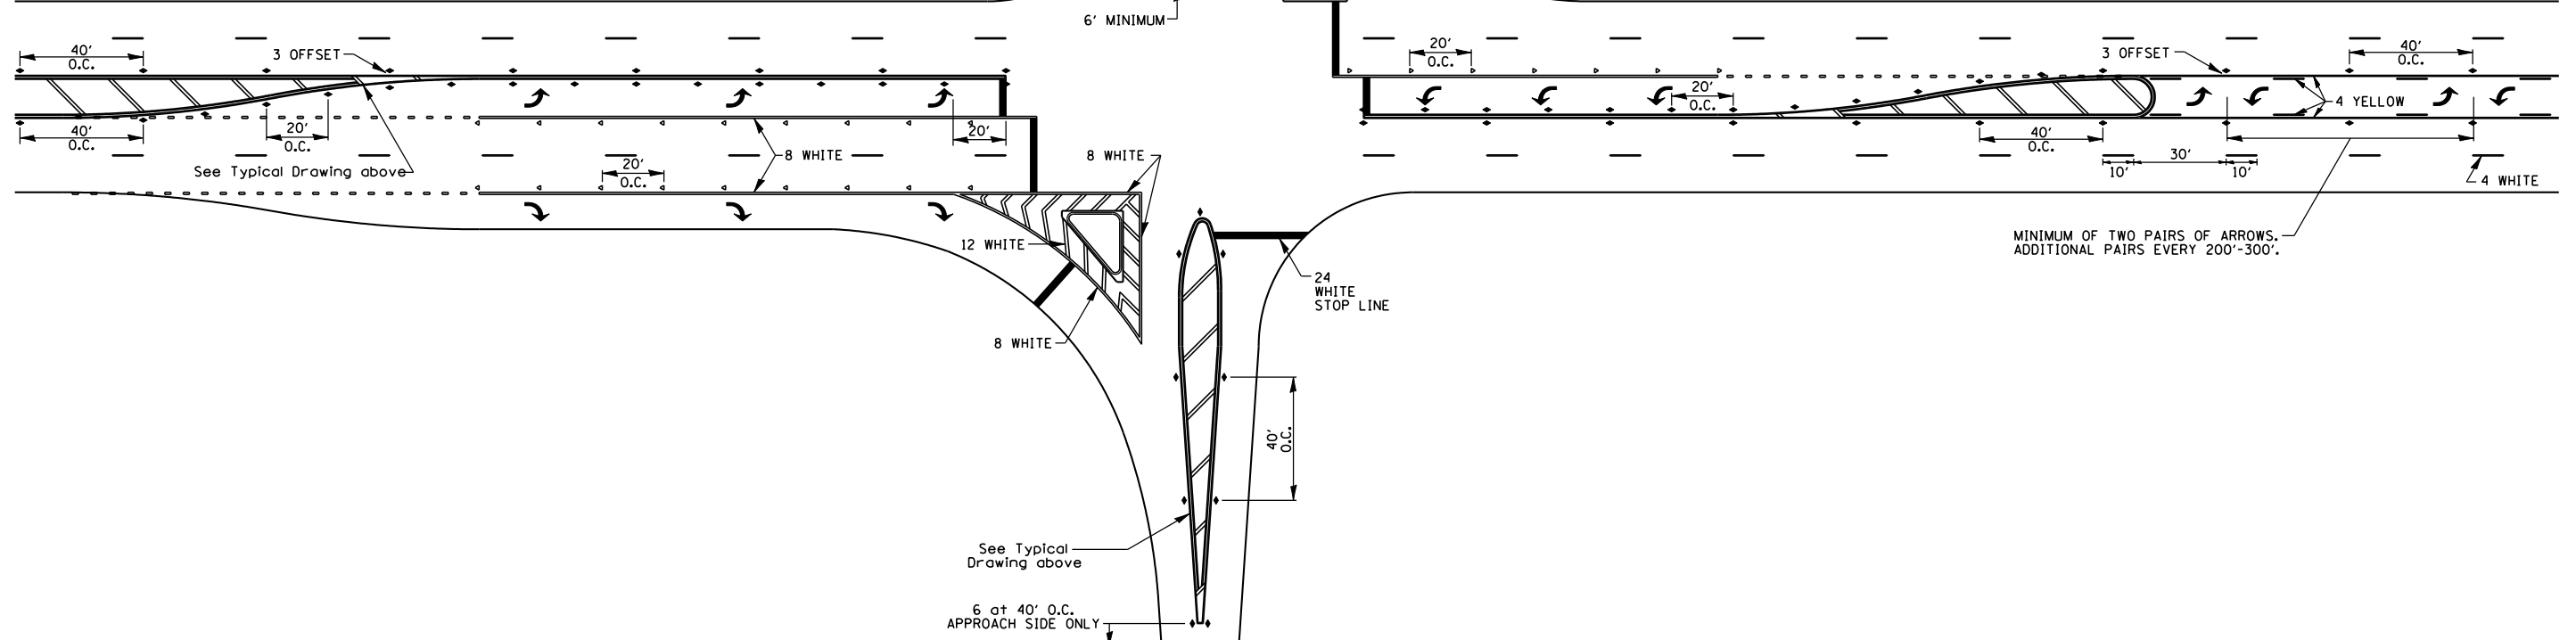 6' MINIMUM
40'
O.C.
3 OFFSET
20'
O.C.
3 OFFSET
40'
O.C.
20'
O.C.
4 YELLOW
40'
O.C.
20'
O.C.
20'
8 WHITE
8 WHITE
40'
O.C.
See Typical Drawing above
20'
O.C.
10'
30'
10'
4 WHITE
12 WHITE
MINIMUM OF TWO PAIRS OF ARROWS.
ADDITIONAL PAIRS EVERY 200'-300'.
24
WHITE
STOP LINE
8 WHITE
40'
O.C.
See Typical
Drawing above
6 at 40' O.C.
APPROACH SIDE ONLY